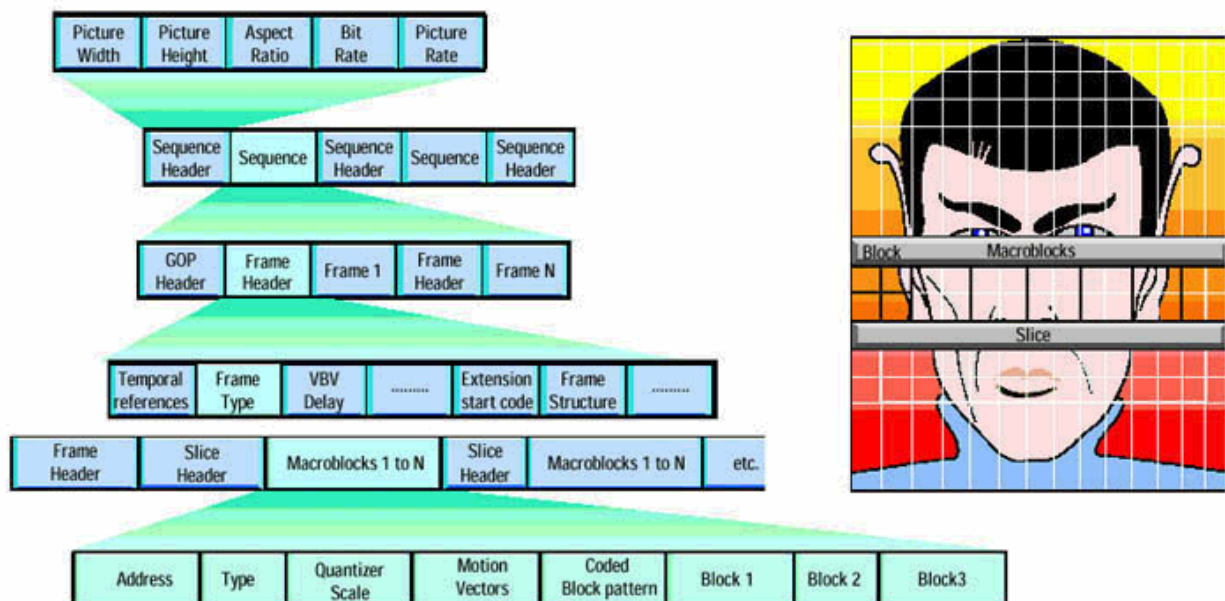 Picture Width
Picture Height
Aspect Ratio
Bit Rate
Picture Rate
Sequence Header
Sequence
Sequence Header
Sequence
Sequence Header
GOP Header
Frame Header
Frame 1
Frame Header
Frame N
Temporal references
Frame Type
VBV Delay
.........
Extension start code
Frame Structure
.........
Frame Header
Slice Header
Macroblocks 1 to N
Slice Header
Macroblocks 1 to N
etc.
Address
Type
Quantizer Scale
Motion Vectors
Coded Block pattern
Block 1
Block 2
Block3
Block
Macroblocks
Slice